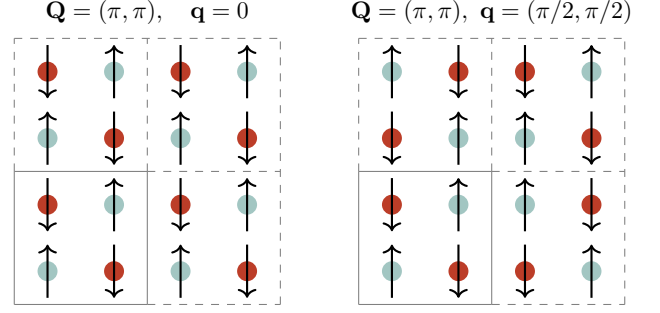 Q = (π, π), q = 0
Q = (π, π), q = (π/2, π/2)